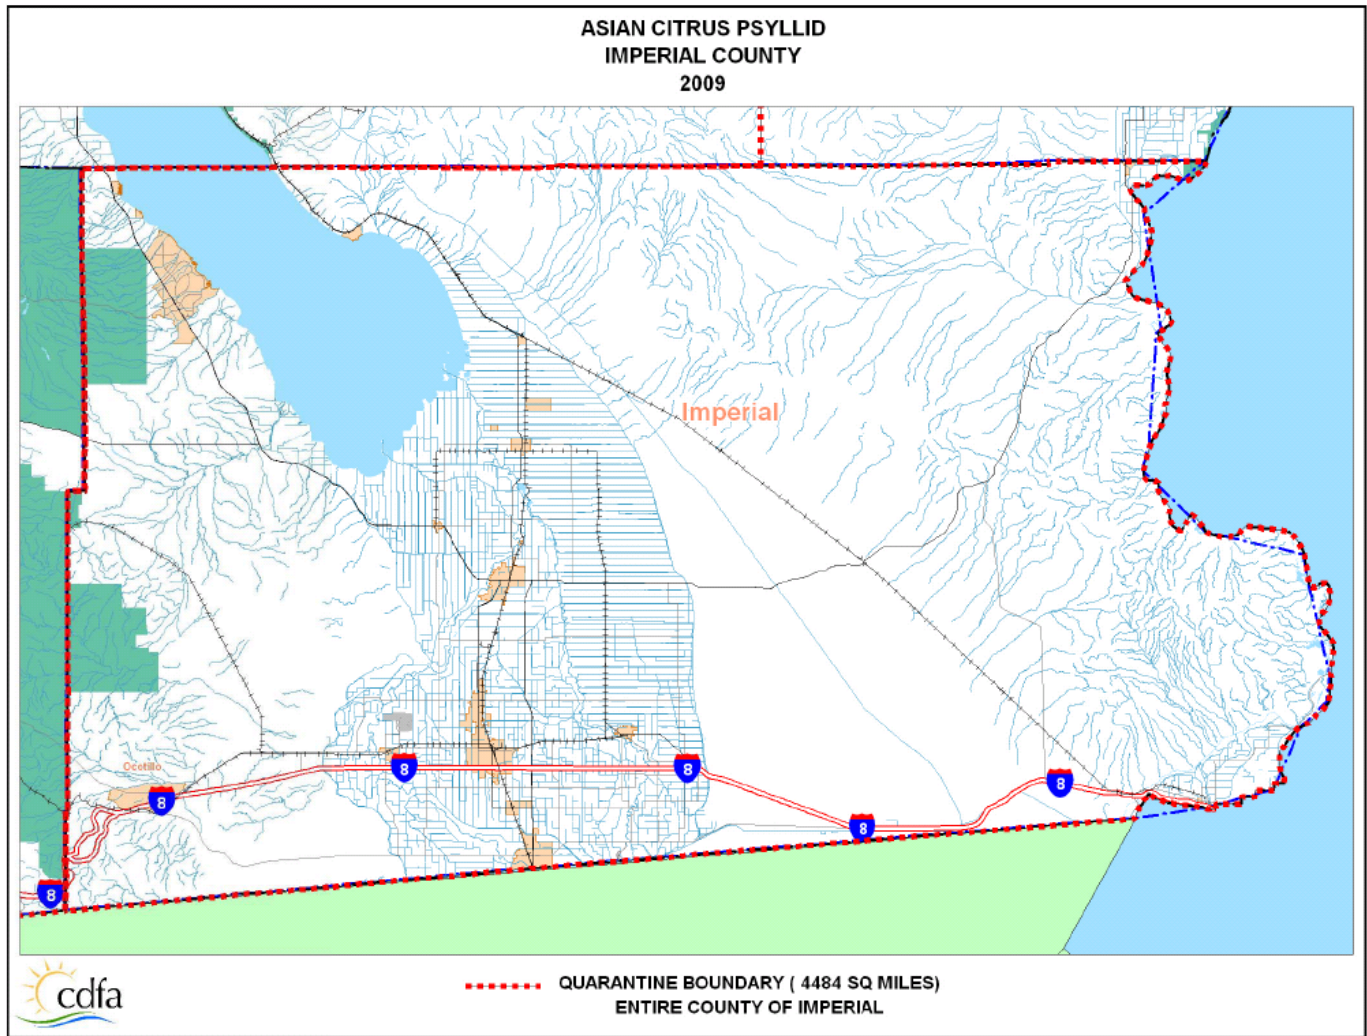 ASIAN CITRUS PSYLLID
IMPERIAL COUNTY
2009
Imperial
Ocotillo
8
8
8
8
8
8
cdfa
QUARANTINE BOUNDARY ( 4484 SQ MILES)
ENTIRE COUNTY OF IMPERIAL